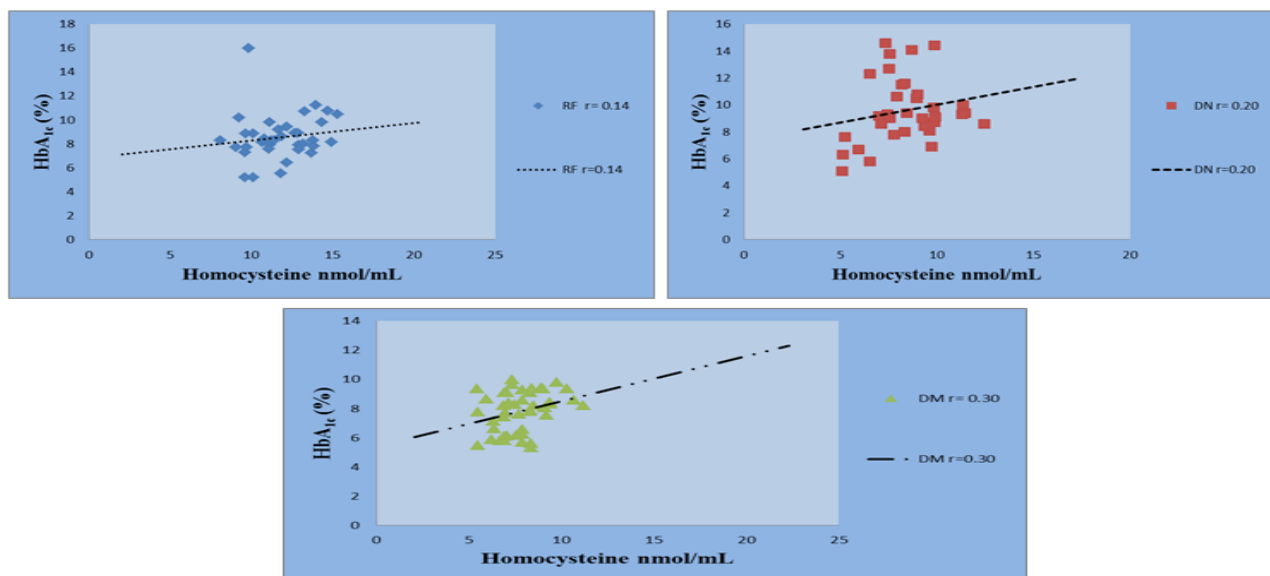 18
16
14
12
10
8
6
4
2
0
HbA1c (%)
0 5 10 15 20 25
Homocysteine nmol/mL
RF r= 0.14
RF r=0.14
16
14
12
10
8
6
4
2
0
HbA1c (%)
0 5 10 15 20
Homocysteine nmol/mL
DN r= 0.20
DN r=0.20
14
12
10
8
6
4
2
0
HbA1c (%)
0 5 10 15 20 25
Homocysteine nmol/mL
DM r= 0.30
DM r=0.30